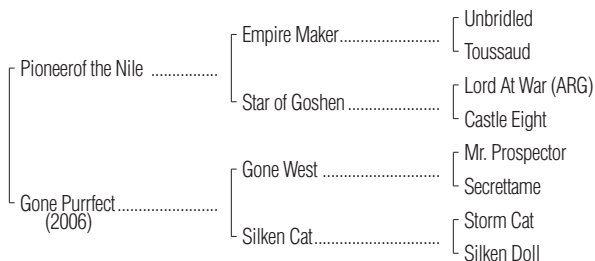 Unbridled
Empire Maker
Toussaud
Pioneerof the Nile
Lord At War (ARG)
Star of Goshen
Castle Eight
Mr. Prospector
Gone West
Secrettame
Gone Purrfect
(2006)
Storm Cat
Silken Cat
Silken Doll